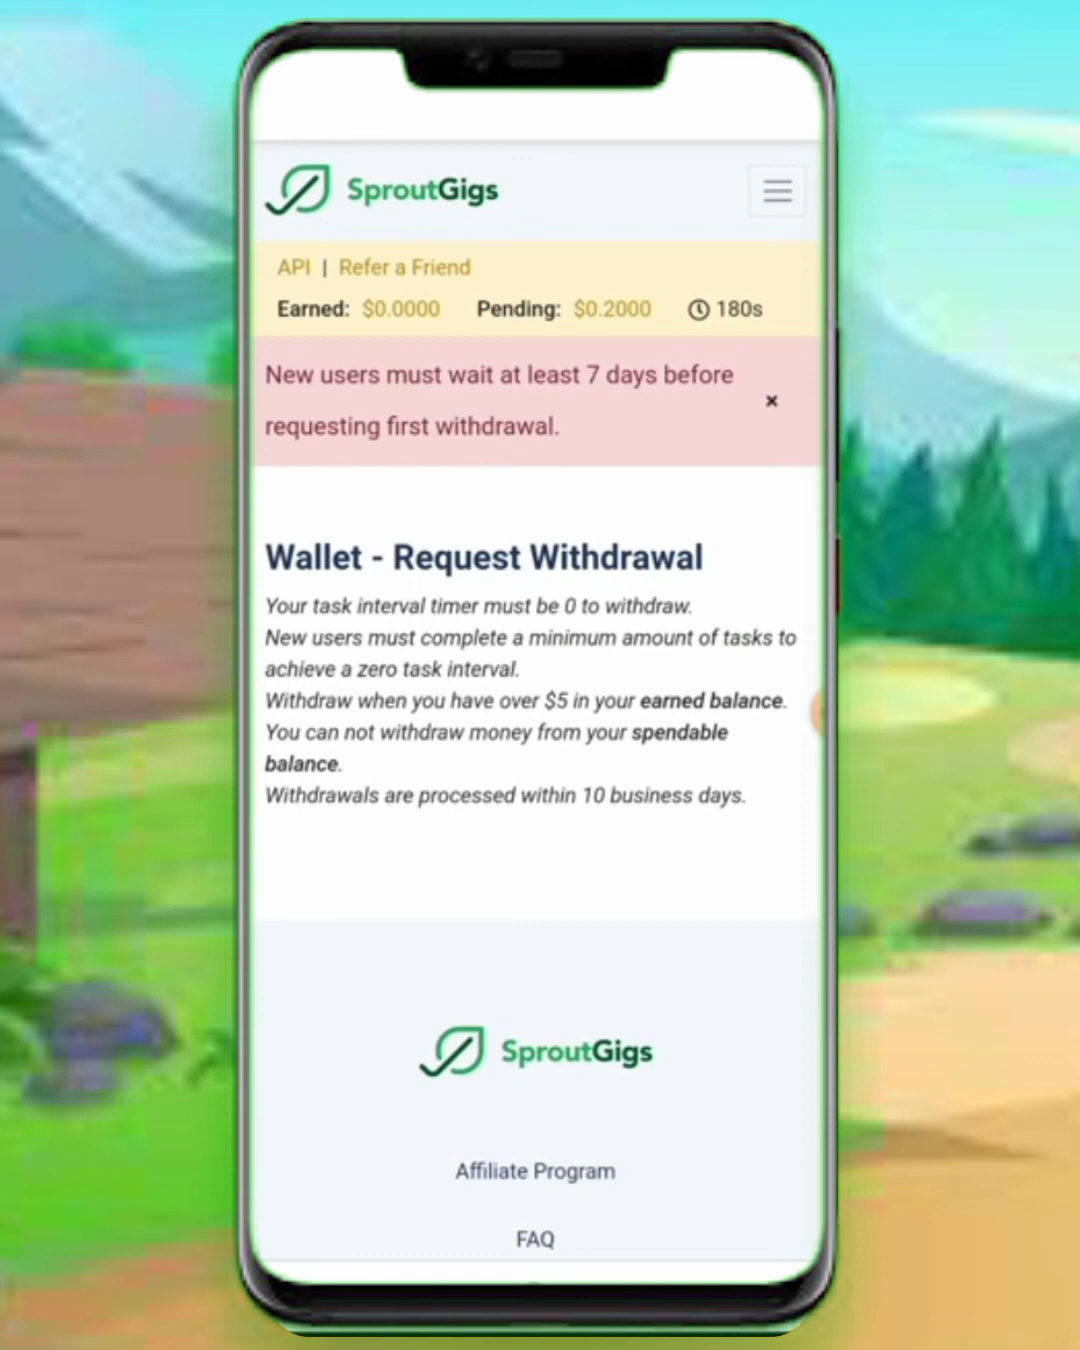 SproutGigs
API | Refer a Friend
Earned: $0.0000 Pending: $0.2000 180s
New users must wait at least 7 days before
requesting first withdrawal.
×
Wallet - Request Withdrawal
Your task interval timer must be 0 to withdraw.
New users must complete a minimum amount of tasks to
achieve a zero task interval.
Withdraw when you have over $5 in your earned balance.
You can not withdraw money from your spendable
balance.
Withdrawals are processed within 10 business days.
SproutGigs
Affiliate Program
FAQ